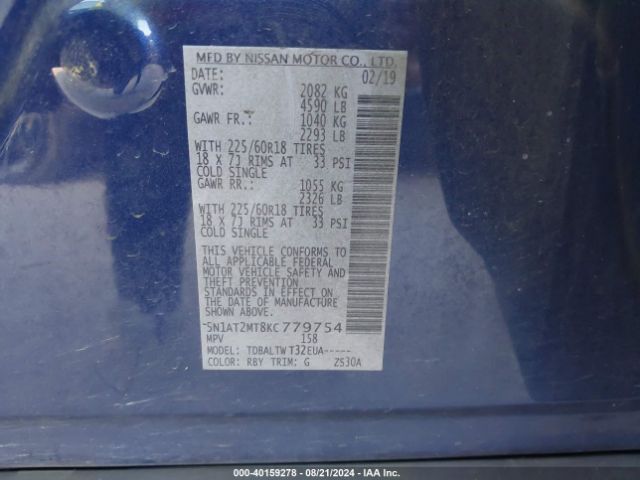 MFD BY NISSAN MOTOR CO., LTD.
DATE: 02/19
GVWR: 2082 KG
4590 LB
GAWR FR.: 1040 KG
2293 LB
WITH 225/60R18 TIRES
18 X 7J RIMS AT 33 PSI
COLD SINGLE
GAWR RR.: 1055 KG
2326 LB
WITH 225/60R18 TIRES
18 X 7J RIMS AT 33 PSI
COLD SINGLE
THIS VEHICLE CONFORMS TO
ALL APPLICABLE FEDERAL
MOTOR VEHICLE SAFETY AND
THEFT PREVENTION
STANDARDS IN EFFECT ON
THE DATE OF MANUFACTURE
SHOWN ABOVE.
5N1AT2MT8KC779754
MPV 158
MODEL: TDBALTW T32EUA-----
COLOR: RBY TRIM: G ZS30A
000-40159278 - 08/21/2024 - IAA Inc.